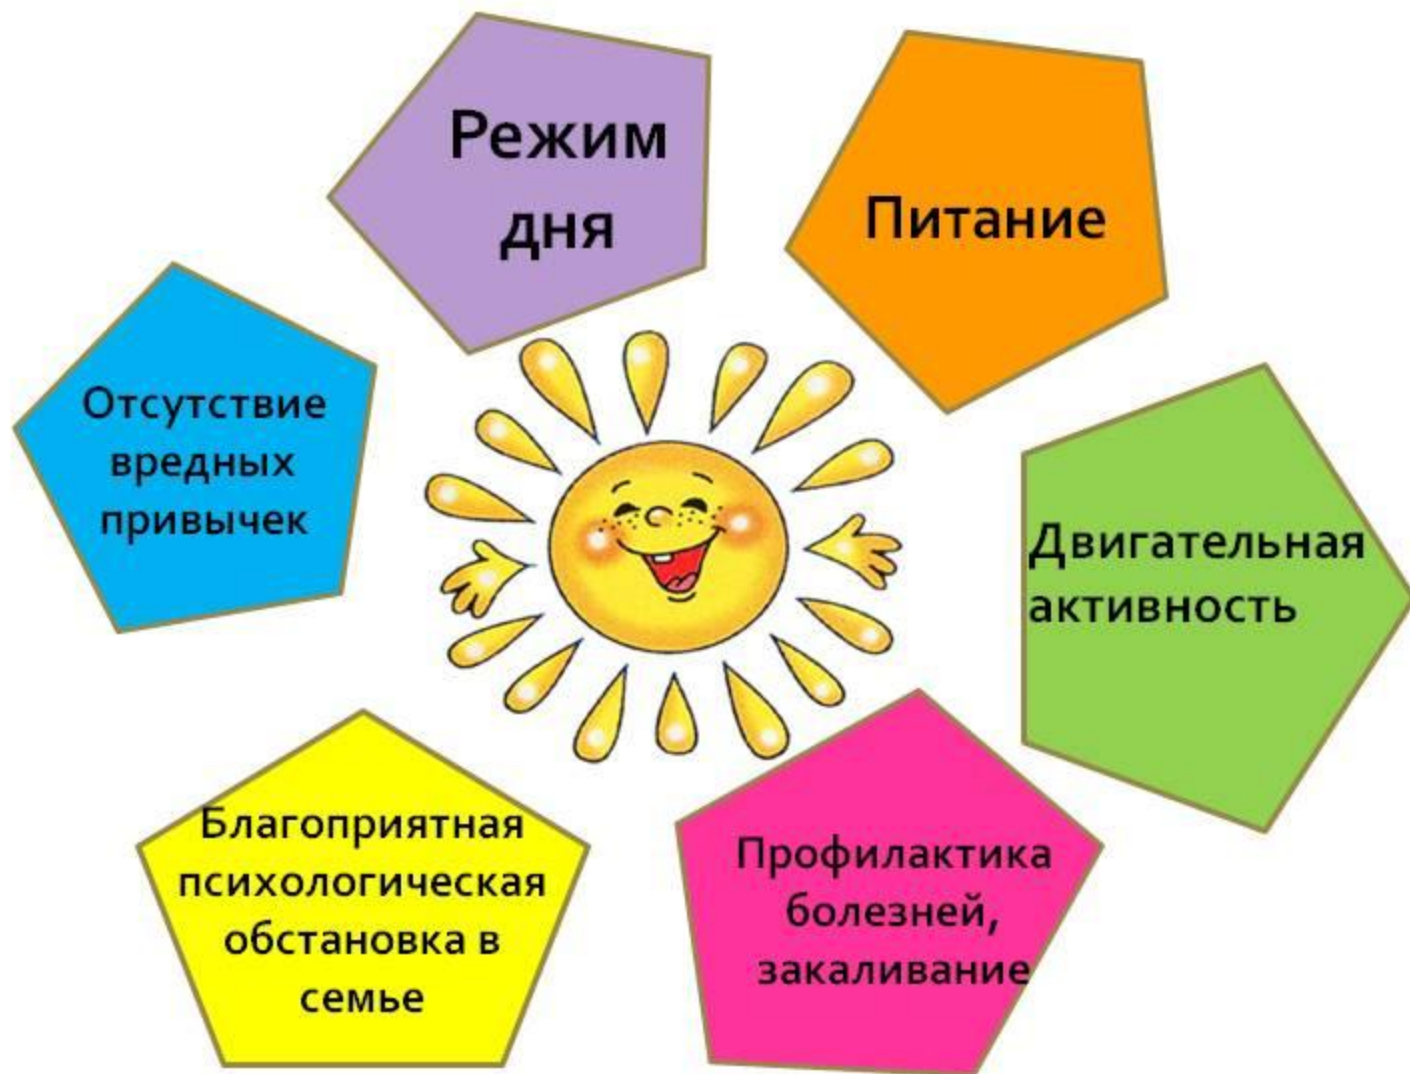 Режим
дня
Питание
Отсутствие
вредных
привычек
Двигательная
активность
Благоприятная
психологическая
обстановка в
семье
Профилактика
болезней,
закаливание